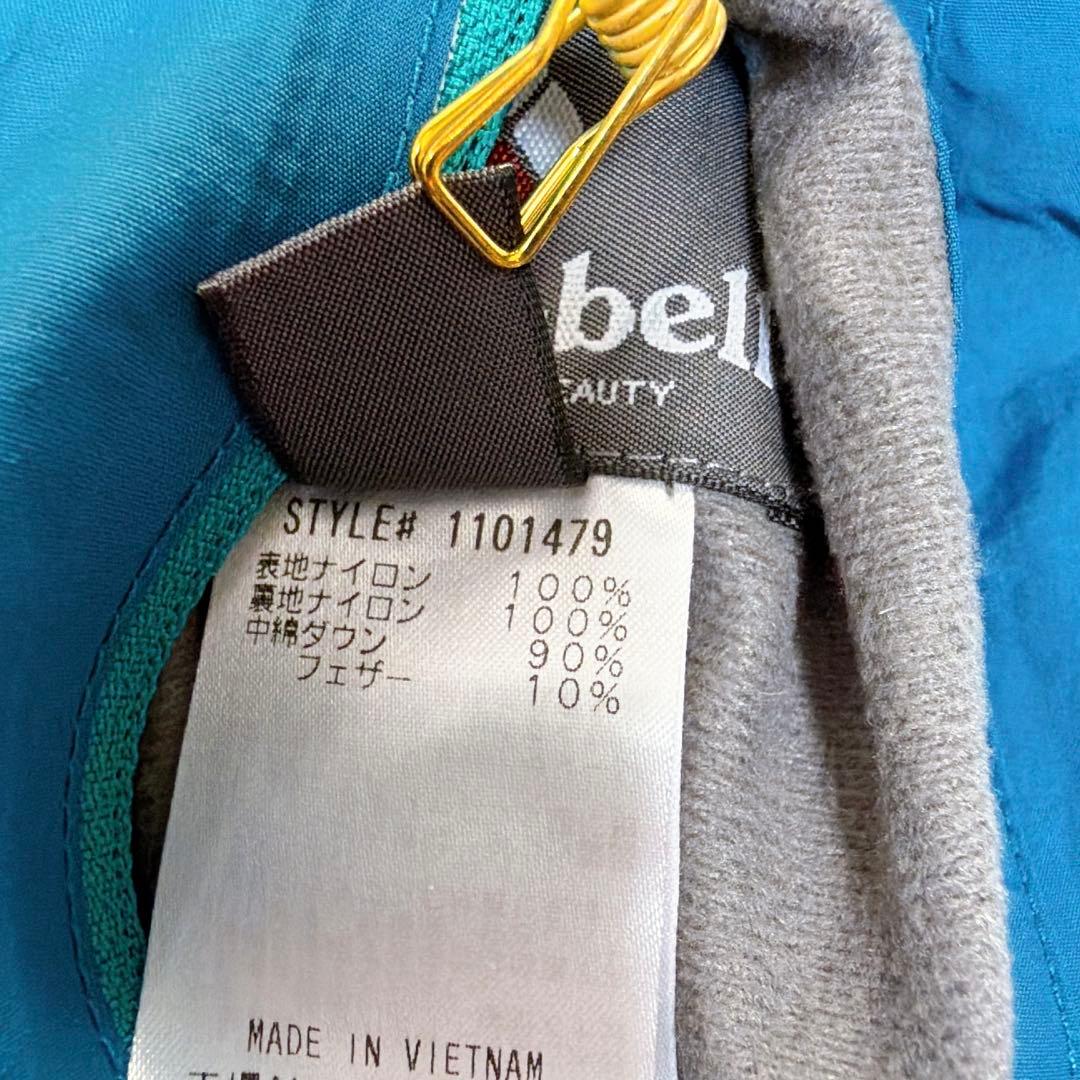 bell
EAUTY
STYLE# 1101479
表地ナイロン 100%
裏地ナイロン 100%
中綿ダウン 90%
フェザー 10%
MADE IN VIETNAM